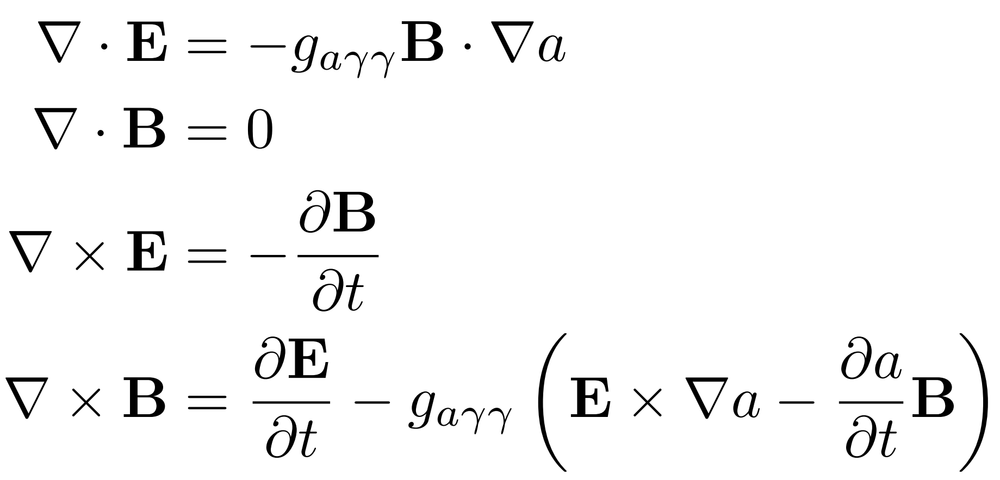 ∇ · 𝐄 = −g_{aγγ} 𝐁 · ∇a
∇ · 𝐁 = 0
∇ × 𝐄 = −∂𝐁/∂t
∇ × 𝐁 = ∂𝐄/∂t − g_{aγγ} (𝐄 × ∇a − ∂a/∂t 𝐁)